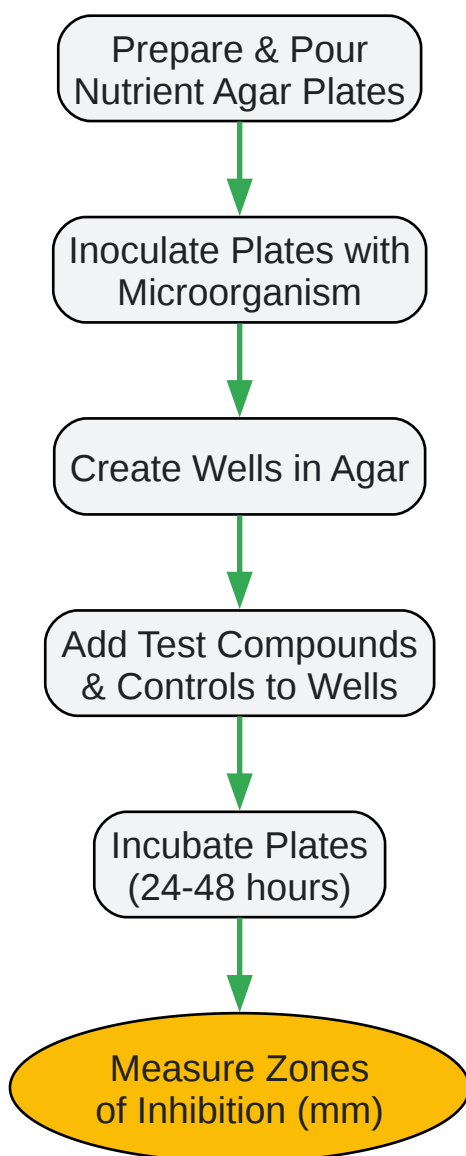 Prepare & Pour
Nutrient Agar Plates
Inoculate Plates with
Microorganism
Create Wells in Agar
Add Test Compounds
& Controls to Wells
Incubate Plates
(24-48 hours)
Measure Zones
of Inhibition (mm)